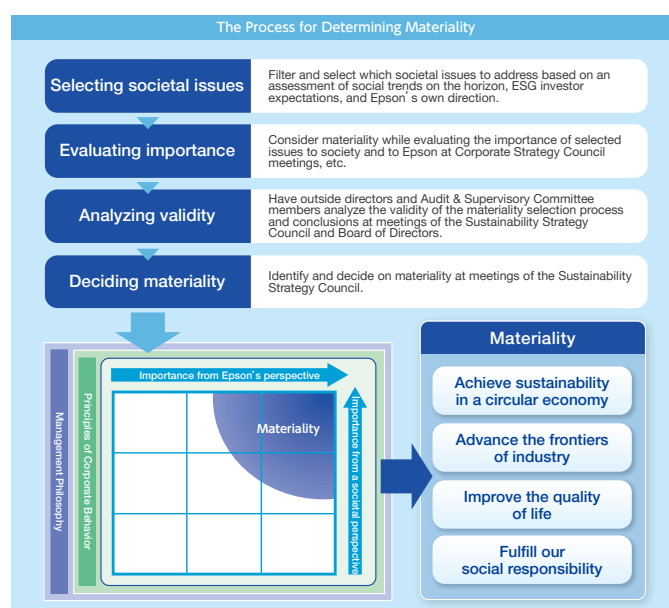 The Process for Determining Materiality
Selecting societal issues
Filter and select which societal issues to address based on an
assessment of social trends on the horizon, ESG investor
expectations, and Epson's own direction.
Evaluating importance
Consider materiality while evaluating the importance of selected
issues to society and to Epson at Corporate Strategy Council
meetings, etc.
Analyzing validity
Have outside directors and Audit & Supervisory Committee
members analyze the validity of the materiality selection process
and conclusions at meetings of the Sustainability Strategy
Council and Board of Directors.
Deciding materiality
Identify and decide on materiality at meetings of the Sustainability
Strategy Council.
Management Philosophy
Principles of Corporate Behavior
Importance from Epson's perspective
Materiality
Importance from a societal perspective
Materiality
Achieve sustainability
in a circular economy
Advance the frontiers
of industry
Improve the quality
of life
Fulfill our
social responsibility